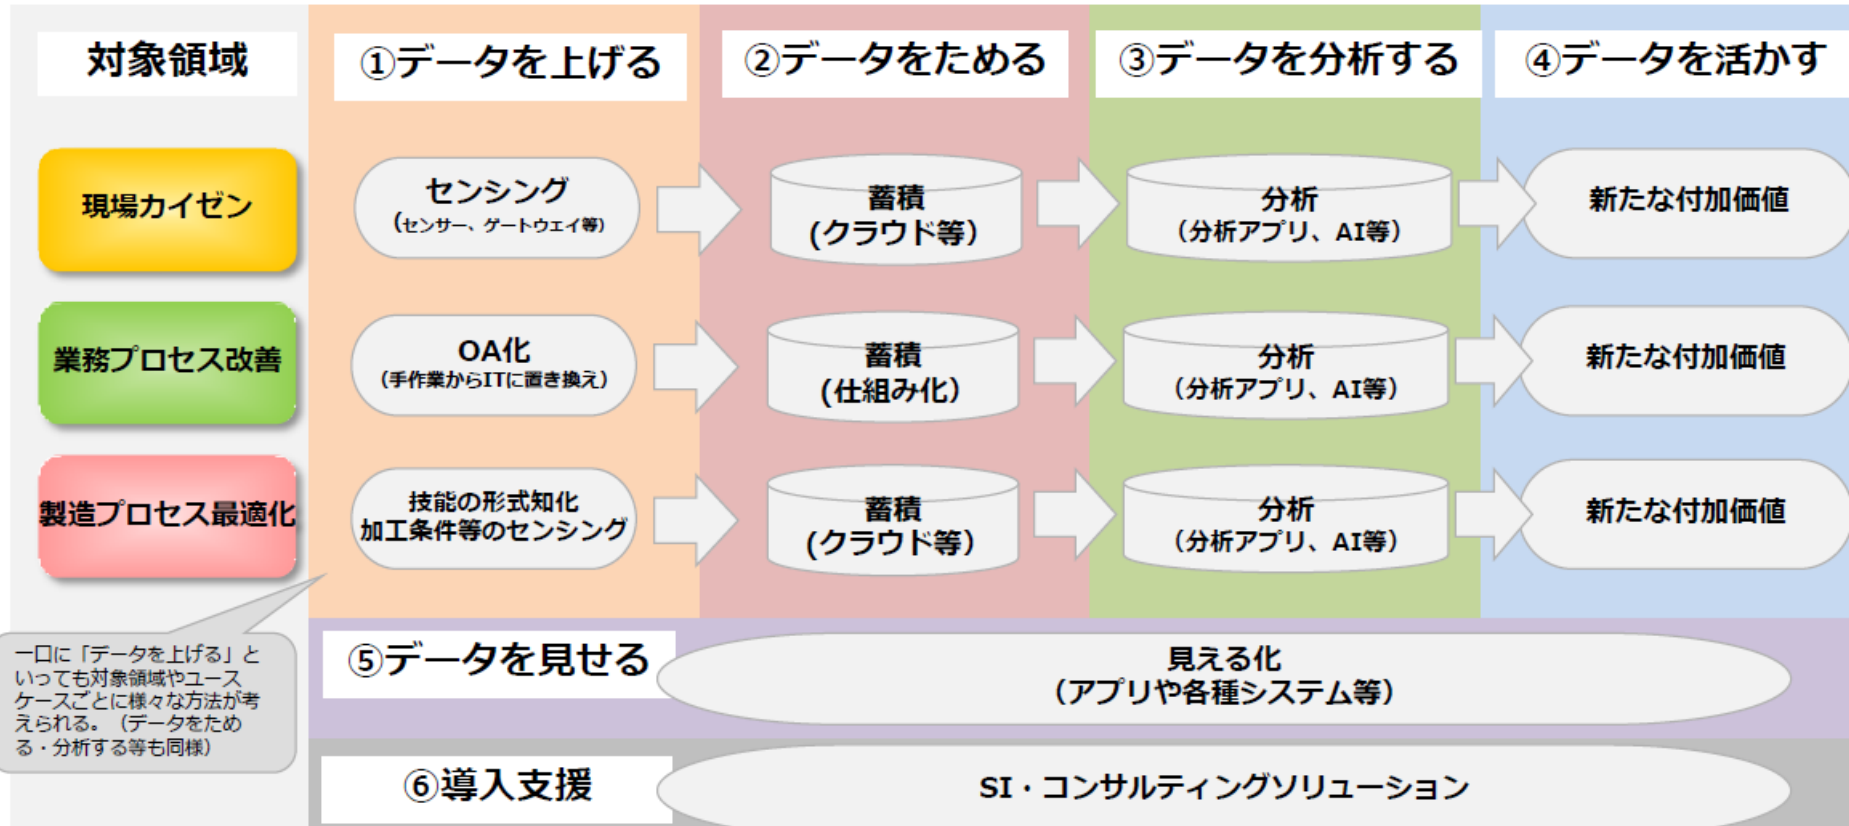 対象領域
①データを上げる
②データをためる
③データを分析する
④データを活かす
現場カイゼン
センシング
(センサー、ゲートウェイ等)
蓄積
(クラウド等)
分析
(分析アプリ、AI等)
新たな付加価値
業務プロセス改善
OA化
(手作業からITに置き換え)
蓄積
(仕組み化)
分析
(分析アプリ、AI等)
新たな付加価値
製造プロセス最適化
技能の形式知化
加工条件等のセンシング
蓄積
(クラウド等)
分析
(分析アプリ、AI等)
新たな付加価値
一口に「データを上げる」と
いっても対象領域やユース
ケースごとに様々な方法が考
えられる。(データをため
る・分析する等も同様)
⑤データを見せる
見える化
(アプリや各種システム等)
⑥導入支援
SI・コンサルティングソリューション